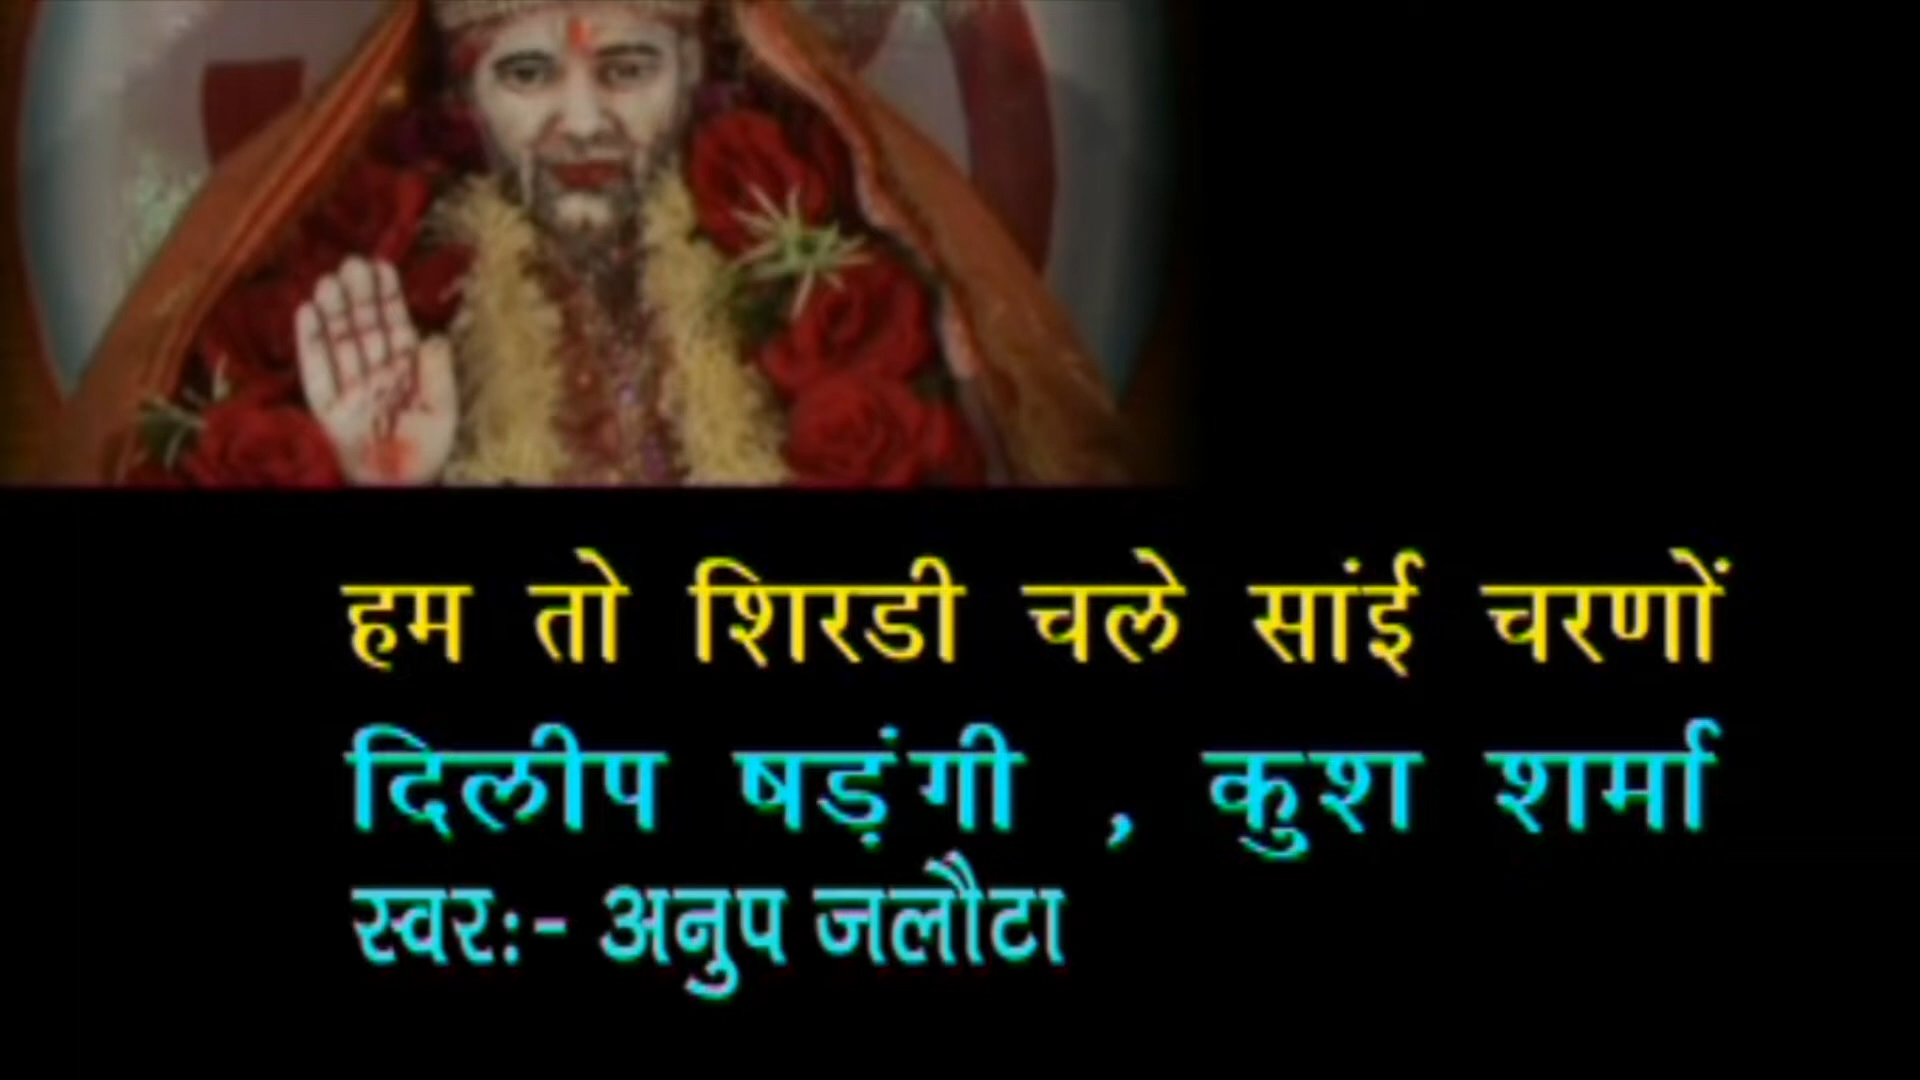 हम तो शिरडी चले सांई चरणों
दिलीप षड़ंगी , कुश शर्मा
स्वरः- अनुप जलौटा